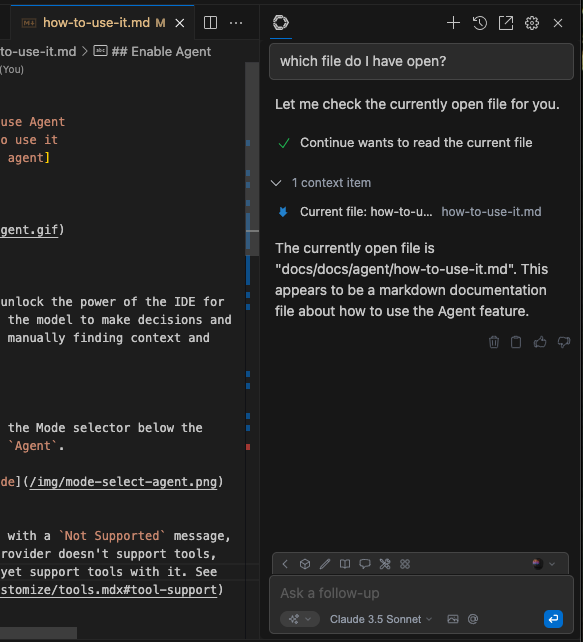 how-to-use-it.md M
to-use-it.md > ## Enable Agent
(You)
use Agent
o use it
agent]
gent.gif)
unlock the power of the IDE for
the model to make decisions and
manually finding context and
the Mode selector below the
`Agent`.
de](/img/mode-select-agent.png)
with a `Not Supported` message,
rovider doesn't support tools,
yet support tools with it. See
stomize/tools.mdx#tool-support)
which file do I have open?
Let me check the currently open file for you.
Continue wants to read the current file
1 context item
Current file: how-to-u... how-to-use-it.md
The currently open file is
"docs/docs/agent/how-to-use-it.md". This
appears to be a markdown documentation
file about how to use the Agent feature.
Ask a follow-up
Claude 3.5 Sonnet